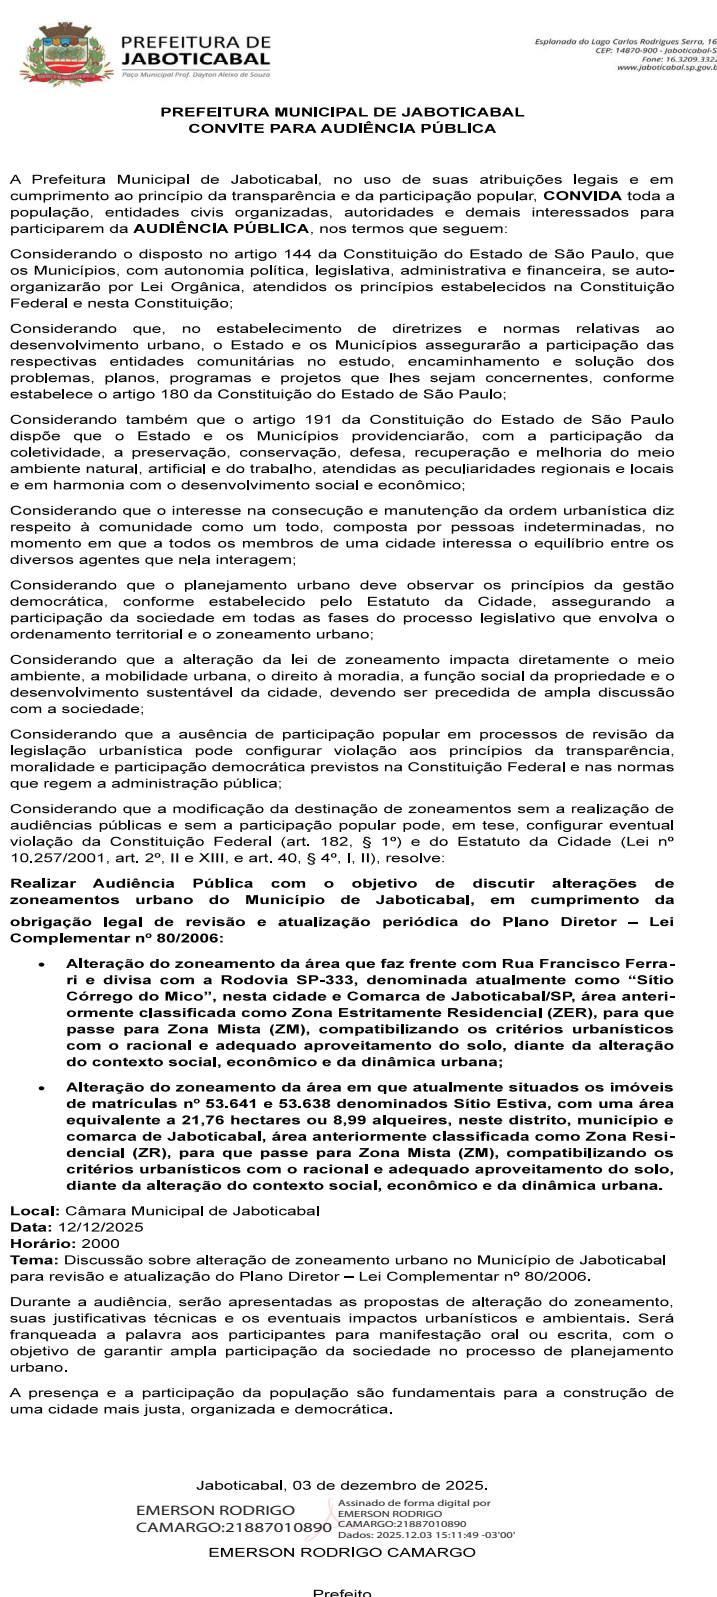 PREFEITURA DE
JABOTICABAL
Paço Municipal Prof. Dayton Aleixo de Souza
Esplanada do Lago Carlos Rodrigues Serra, 16
CEP: 14870-900 - Jaboticabal-S
Fone: 16.3209.332
www.jaboticabal.sp.gov.b
PREFEITURA MUNICIPAL DE JABOTICABAL
CONVITE PARA AUDIÊNCIA PÚBLICA
A Prefeitura Municipal de Jaboticabal, no uso de suas atribuições legais e em
cumprimento ao princípio da transparência e da participação popular, CONVIDA toda a
população, entidades civis organizadas, autoridades e demais interessados para
participarem da AUDIÊNCIA PÚBLICA, nos termos que seguem:
Considerando o disposto no artigo 144 da Constituição do Estado de São Paulo, que
os Municípios, com autonomia política, legislativa, administrativa e financeira, se auto-
organizarão por Lei Orgânica, atendidos os princípios estabelecidos na Constituição
Federal e nesta Constituição;
Considerando que, no estabelecimento de diretrizes e normas relativas ao
desenvolvimento urbano, o Estado e os Municípios assegurarão a participação das
respectivas entidades comunitárias no estudo, encaminhamento e solução dos
problemas, planos, programas e projetos que lhes sejam concernentes, conforme
estabelece o artigo 180 da Constituição do Estado de São Paulo;
Considerando também que o artigo 191 da Constituição do Estado de São Paulo
dispõe que o Estado e os Municípios providenciarão, com a participação da
coletividade, a preservação, conservação, defesa, recuperação e melhoria do meio
ambiente natural, artificial e do trabalho, atendidas as peculiaridades regionais e locais
e em harmonia com o desenvolvimento social e econômico;
Considerando que o interesse na consecução e manutenção da ordem urbanística diz
respeito à comunidade como um todo, composta por pessoas indeterminadas, no
momento em que a todos os membros de uma cidade interessa o equilíbrio entre os
diversos agentes que nela interagem;
Considerando que o planejamento urbano deve observar os princípios da gestão
democrática, conforme estabelecido pelo Estatuto da Cidade, assegurando a
participação da sociedade em todas as fases do processo legislativo que envolva o
ordenamento territorial e o zoneamento urbano;
Considerando que a alteração da lei de zoneamento impacta diretamente o meio
ambiente, a mobilidade urbana, o direito à moradia, a função social da propriedade e o
desenvolvimento sustentável da cidade, devendo ser precedida de ampla discussão
com a sociedade;
Considerando que a ausência de participação popular em processos de revisão da
legislação urbanística pode configurar violação aos princípios da transparência,
moralidade e participação democrática previstos na Constituição Federal e nas normas
que regem a administração pública;
Considerando que a modificação da destinação de zoneamentos sem a realização de
audiências públicas e sem a participação popular pode, em tese, configurar eventual
violação da Constituição Federal (art. 182, § 1º) e do Estatuto da Cidade (Lei nº
10.257/2001, art. 2º, II e XIII, e art. 40, § 4º, I, II), resolve:
Realizar Audiência Pública com o objetivo de discutir alterações de
zoneamentos urbano do Município de Jaboticabal, em cumprimento da
obrigação legal de revisão e atualização periódica do Plano Diretor – Lei
Complementar nº 80/2006:
• Alteração do zoneamento da área que faz frente com Rua Francisco Ferra-
ri e divisa com a Rodovia SP-333, denominada atualmente como “Sítio
Córrego do Mico”, nesta cidade e Comarca de Jaboticabal/SP, área anteri-
ormente classificada como Zona Estritamente Residencial (ZER), para que
passe para Zona Mista (ZM), compatibilizando os critérios urbanísticos
com o racional e adequado aproveitamento do solo, diante da alteração
do contexto social, econômico e da dinâmica urbana;
• Alteração do zoneamento da área em que atualmente situados os imóveis
de matrículas nº 53.641 e 53.638 denominados Sítio Estiva, com uma área
equivalente a 21,76 hectares ou 8,99 alqueires, neste distrito, município e
comarca de Jaboticabal, área anteriormente classificada como Zona Resi-
dencial (ZR), para que passe para Zona Mista (ZM), compatibilizando os
critérios urbanísticos com o racional e adequado aproveitamento do solo,
diante da alteração do contexto social, econômico e da dinâmica urbana.
Local: Câmara Municipal de Jaboticabal
Data: 12/12/2025
Horário: 2000
Tema: Discussão sobre alteração de zoneamento urbano no Município de Jaboticabal
para revisão e atualização do Plano Diretor – Lei Complementar nº 80/2006.
Durante a audiência, serão apresentadas as propostas de alteração do zoneamento,
suas justificativas técnicas e os eventuais impactos urbanísticos e ambientais. Será
franqueada a palavra aos participantes para manifestação oral ou escrita, com o
objetivo de garantir ampla participação da sociedade no processo de planejamento
urbano.
A presença e a participação da população são fundamentais para a construção de
uma cidade mais justa, organizada e democrática.
Jaboticabal, 03 de dezembro de 2025.
EMERSON RODRIGO
CAMARGO:21887010890
Assinado de forma digital por
EMERSON RODRIGO
CAMARGO:21887010890
Dados: 2025.12.03 15:11:49 -03'00'
EMERSON RODRIGO CAMARGO
Prefeito